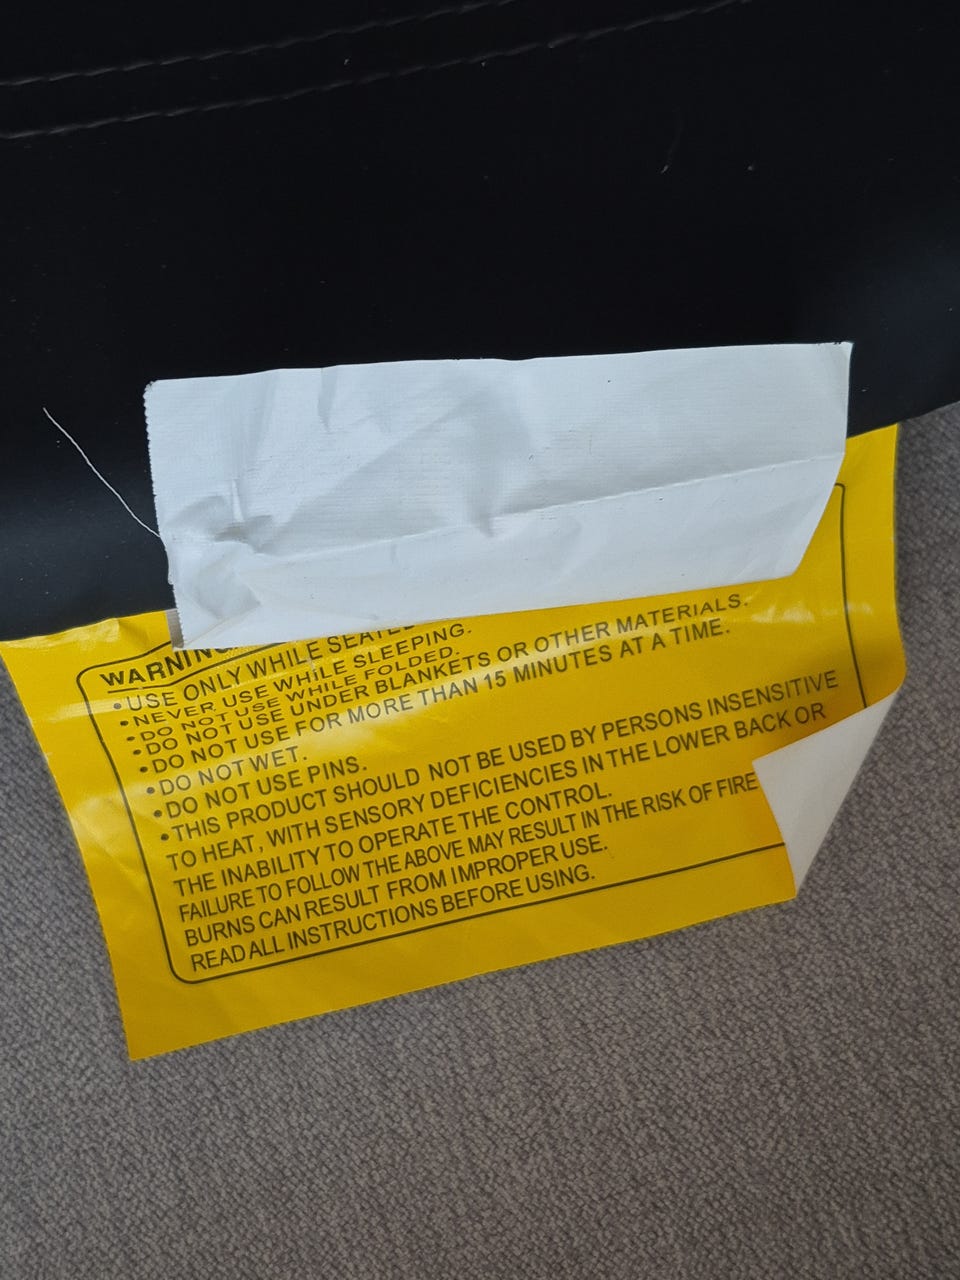 WARNING
•USE ONLY WHILE SEATED
•NEVER USE WHILE SLEEPING.
•DO NOT USE WHILE FOLDED.
•DO NOT USE UNDER BLANKETS OR OTHER MATERIALS.
•DO NOT USE FOR MORE THAN 15 MINUTES AT A TIME.
•DO NOT WET.
•DO NOT USE PINS.
•THIS PRODUCT SHOULD NOT BE USED BY PERSONS INSENSITIVE
TO HEAT, WITH SENSORY DEFICIENCIES IN THE LOWER BACK OR
THE INABILITY TO OPERATE THE CONTROL.
FAILURE TO FOLLOW THE ABOVE MAY RESULT IN THE RISK OF FIRE
BURNS CAN RESULT FROM IMPROPER USE.
READ ALL INSTRUCTIONS BEFORE USING.